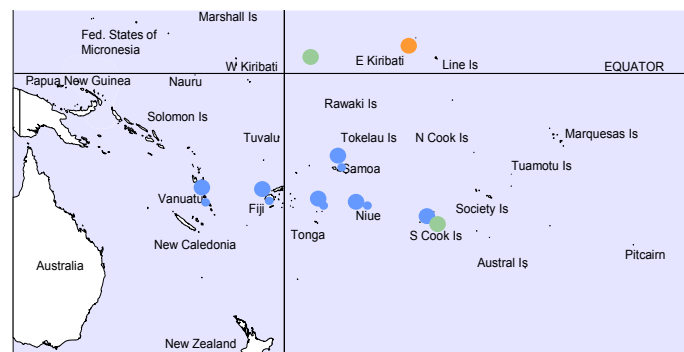 Marshall Is
Fed. States of
Micronesia
W Kiribati
E Kiribati
Line Is
EQUATOR
Papua New Guinea
Nauru
Rawaki Is
Solomon Is
Tuvalu
Tokelau Is
N Cook Is
Marquesas Is
Samoa
Tuamotu Is
Vanuatu
Fiji
Niue
Society Is
Tonga
S Cook Is
New Caledonia
Pitcairn
Austral Is
Australia
New Zealand